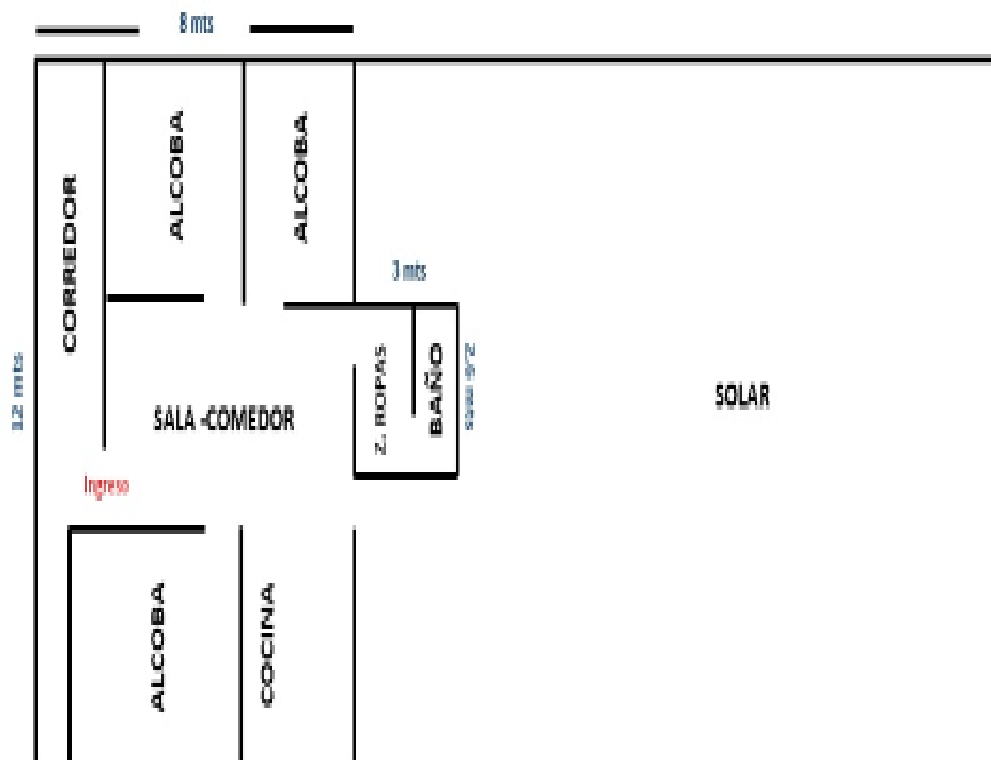 8 mts
ALCOBA
ALCOBA
CORREDOR
3 mts
12 mts
Z. ROPAS
BAÑO
SALA -COMEDOR
SOLAR
Ingreso
ALCOBA
COCINA